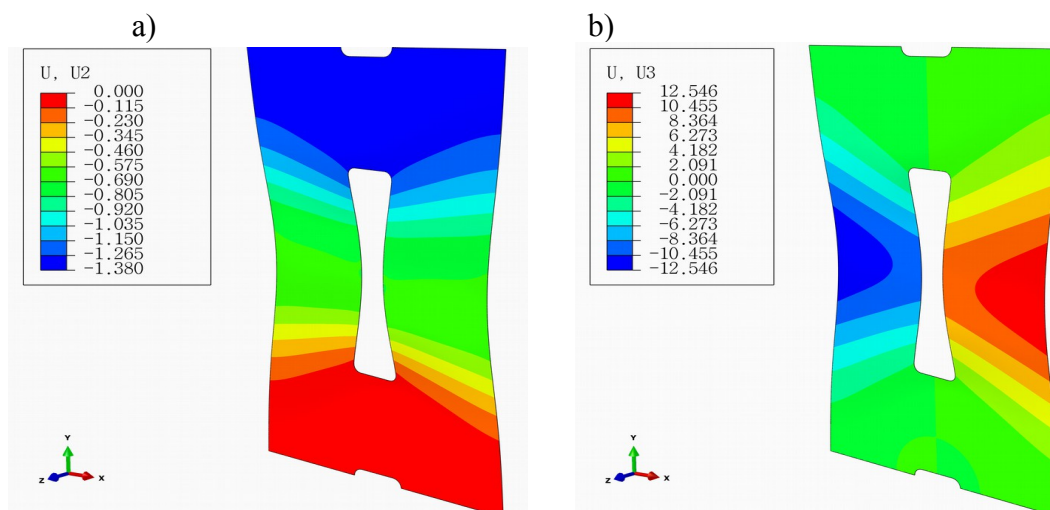 a)
b)
U, U2
0.000
-0.115
-0.230
-0.345
-0.460
-0.575
-0.690
-0.805
-0.920
-1.035
-1.150
-1.265
-1.380
Y
Z
X
U, U3
12.546
10.455
8.364
6.273
4.182
2.091
0.000
-2.091
-4.182
-6.273
-8.364
-10.455
-12.546
Y
Z
X